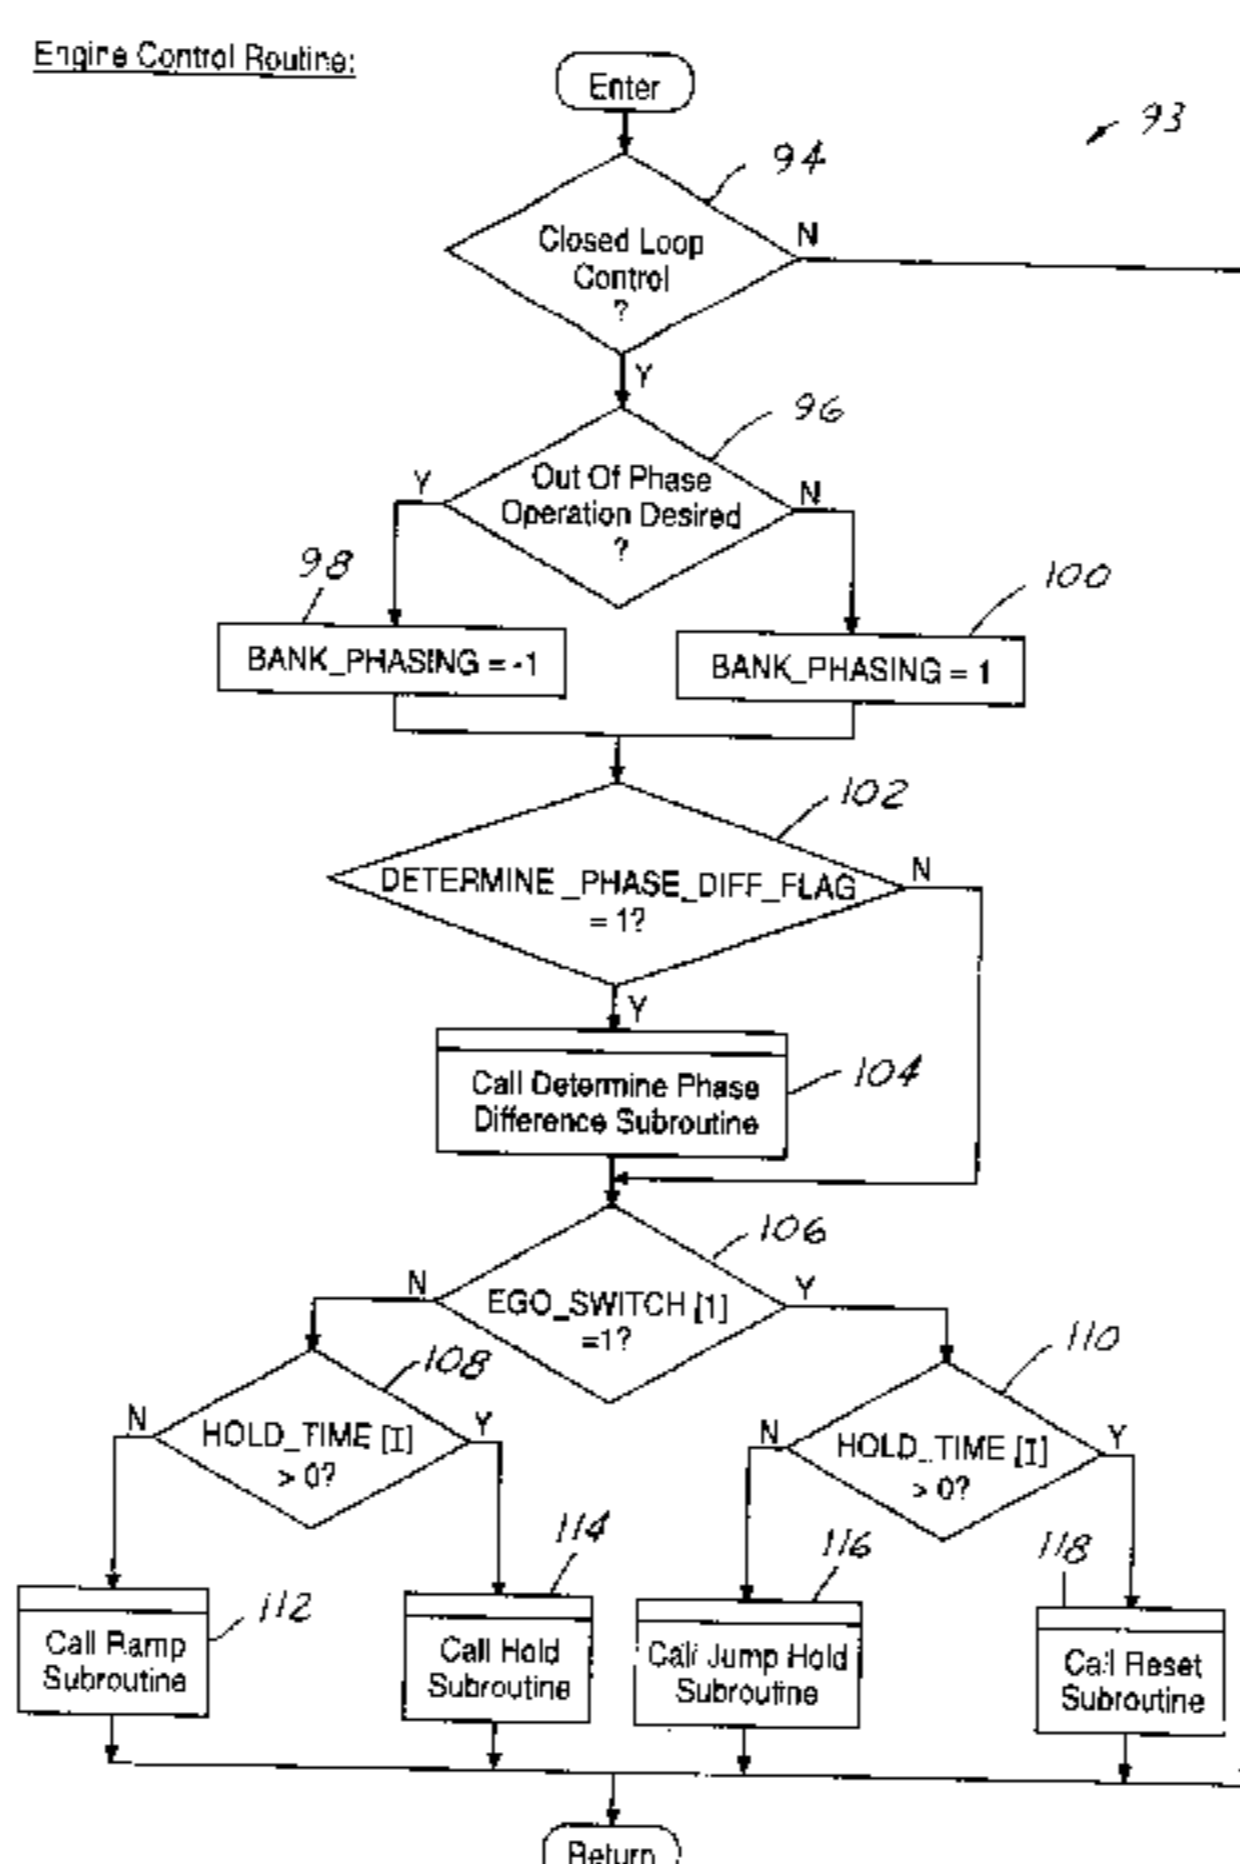 Engine Control Routine:
Enter
93
94
Closed Loop
Control
?
N
Y
96
Out Of Phase
Operation Desired
?
Y
N
98
100
BANK_PHASING = -1
BANK_PHASING = 1
102
DETERMINE_PHASE_DIFF_FLAG
= 1?
N
Y
104
Call Determine Phase
Difference Subroutine
106
EGO_SWITCH [1]
=1?
N
Y
108
HOLD_TIME [I]
> 0?
N
Y
110
HOLD_TIME [I]
> 0?
N
Y
112
Call Ramp
Subroutine
114
Call Hold
Subroutine
116
Call Jump Hold
Subroutine
118
Call Reset
Subroutine
Return